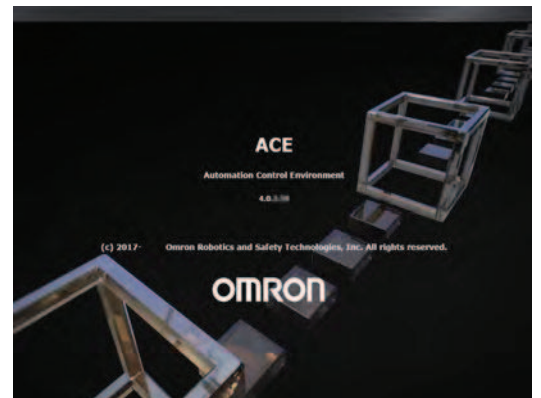 ACE
Automation Control Environment
4.0.
(c) 2017- Omron Robotics and Safety Technologies, Inc. All rights reserved.
OMRON